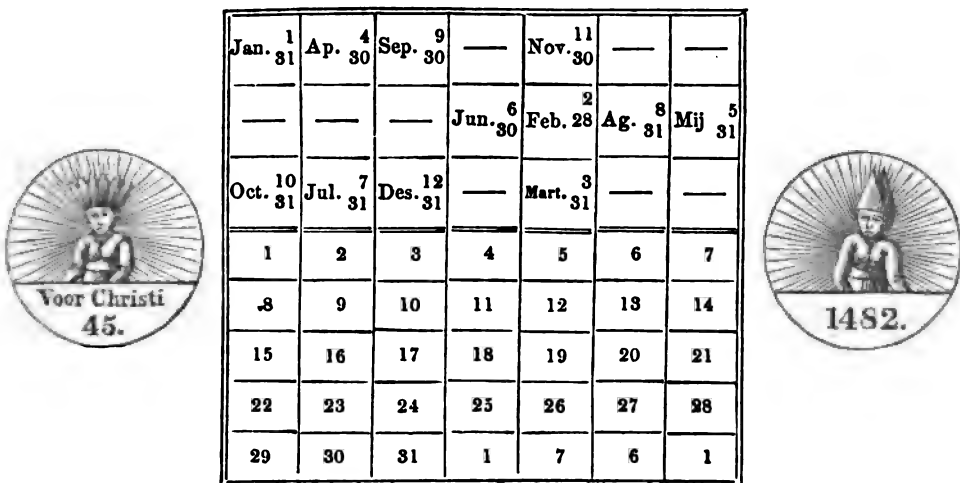 Jan. 1 31 Ap. 4 30 Sep. 9 30 — Nov. 11 30 — —
— — — Jun. 6 30 Feb. 2 28 Ag. 8 31 Mij 5 31
Oct. 10 31 Jul. 7 31 Des. 12 31 — Mart. 3 31 — —
1 2 3 4 5 6 7
8 9 10 11 12 13 14
15 16 17 18 19 20 21
22 23 24 25 26 27 28
29 30 31 1 7 6 1
Voor Christi
45.
1482.